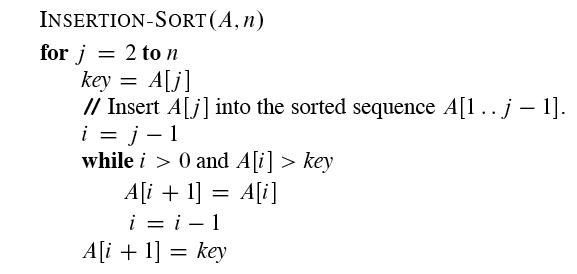 INSERTION-SORT(A, n)
for j = 2 to n
key = A[j]
// Insert A[j] into the sorted sequence A[1 . . j − 1].
i = j − 1
while i > 0 and A[i] > key
A[i + 1] = A[i]
i = i − 1
A[i + 1] = key